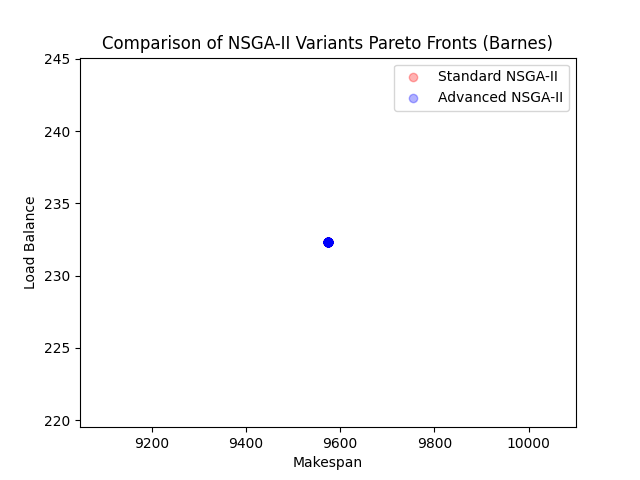 Comparison of NSGA-II Variants Pareto Fronts (Barnes)
Standard NSGA-II
Advanced NSGA-II
245
240
235
230
225
220
Load Balance
9200 9400 9600 9800 10000
Makespan